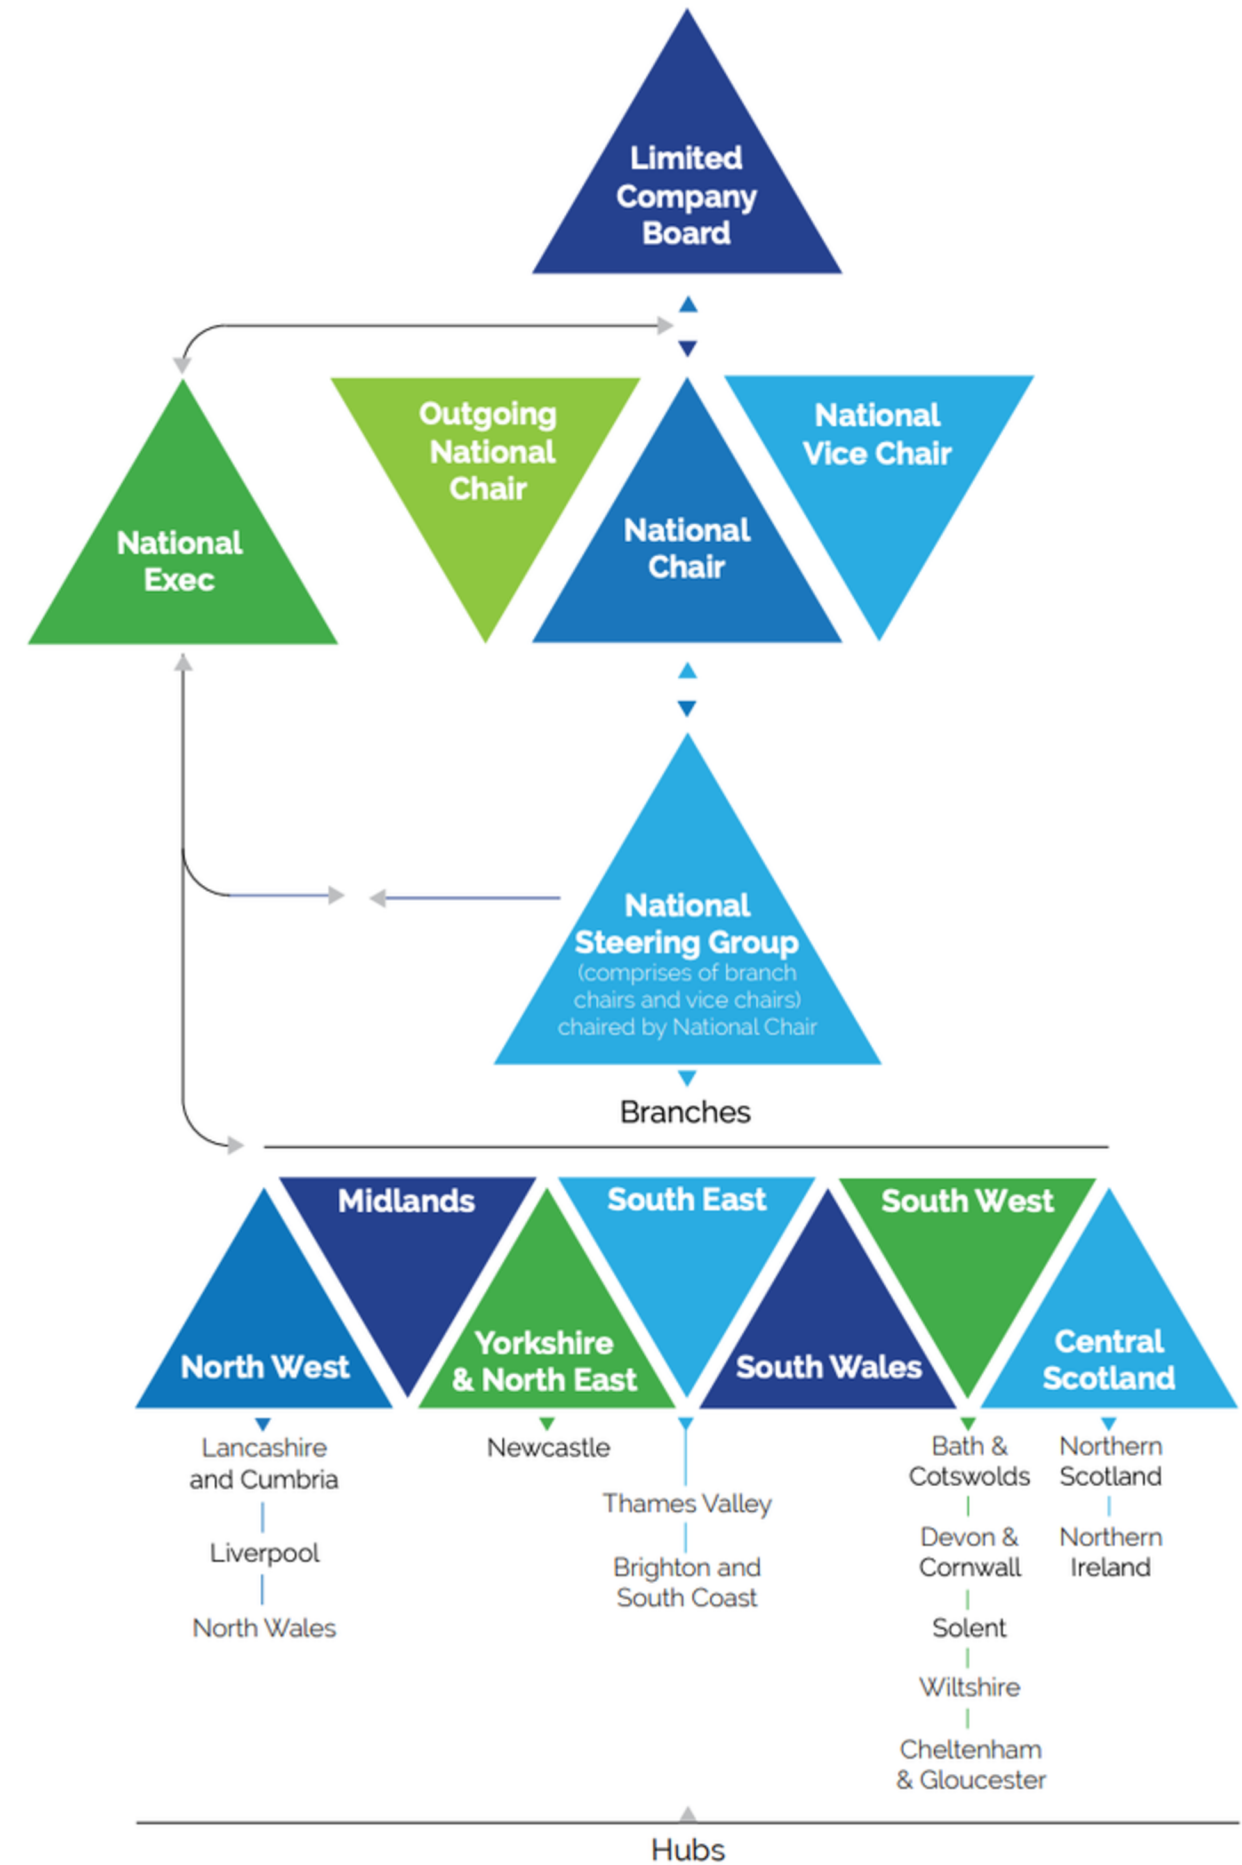 Limited
Company
Board
Outgoing
National
Chair
National
Vice Chair
National
Exec
National
Chair
National
Steering Group
(comprises of branch
chairs and vice chairs)
chaired by National Chair
Branches
Midlands
South East
South West
North West
Yorkshire
& North East
South Wales
Central
Scotland
Lancashire
and Cumbria
Liverpool
North Wales
Newcastle
Thames Valley
Brighton and
South Coast
Bath &
Cotswolds
Devon &
Cornwall
Solent
Wiltshire
Cheltenham
& Gloucester
Northern
Scotland
Northern
Ireland
Hubs